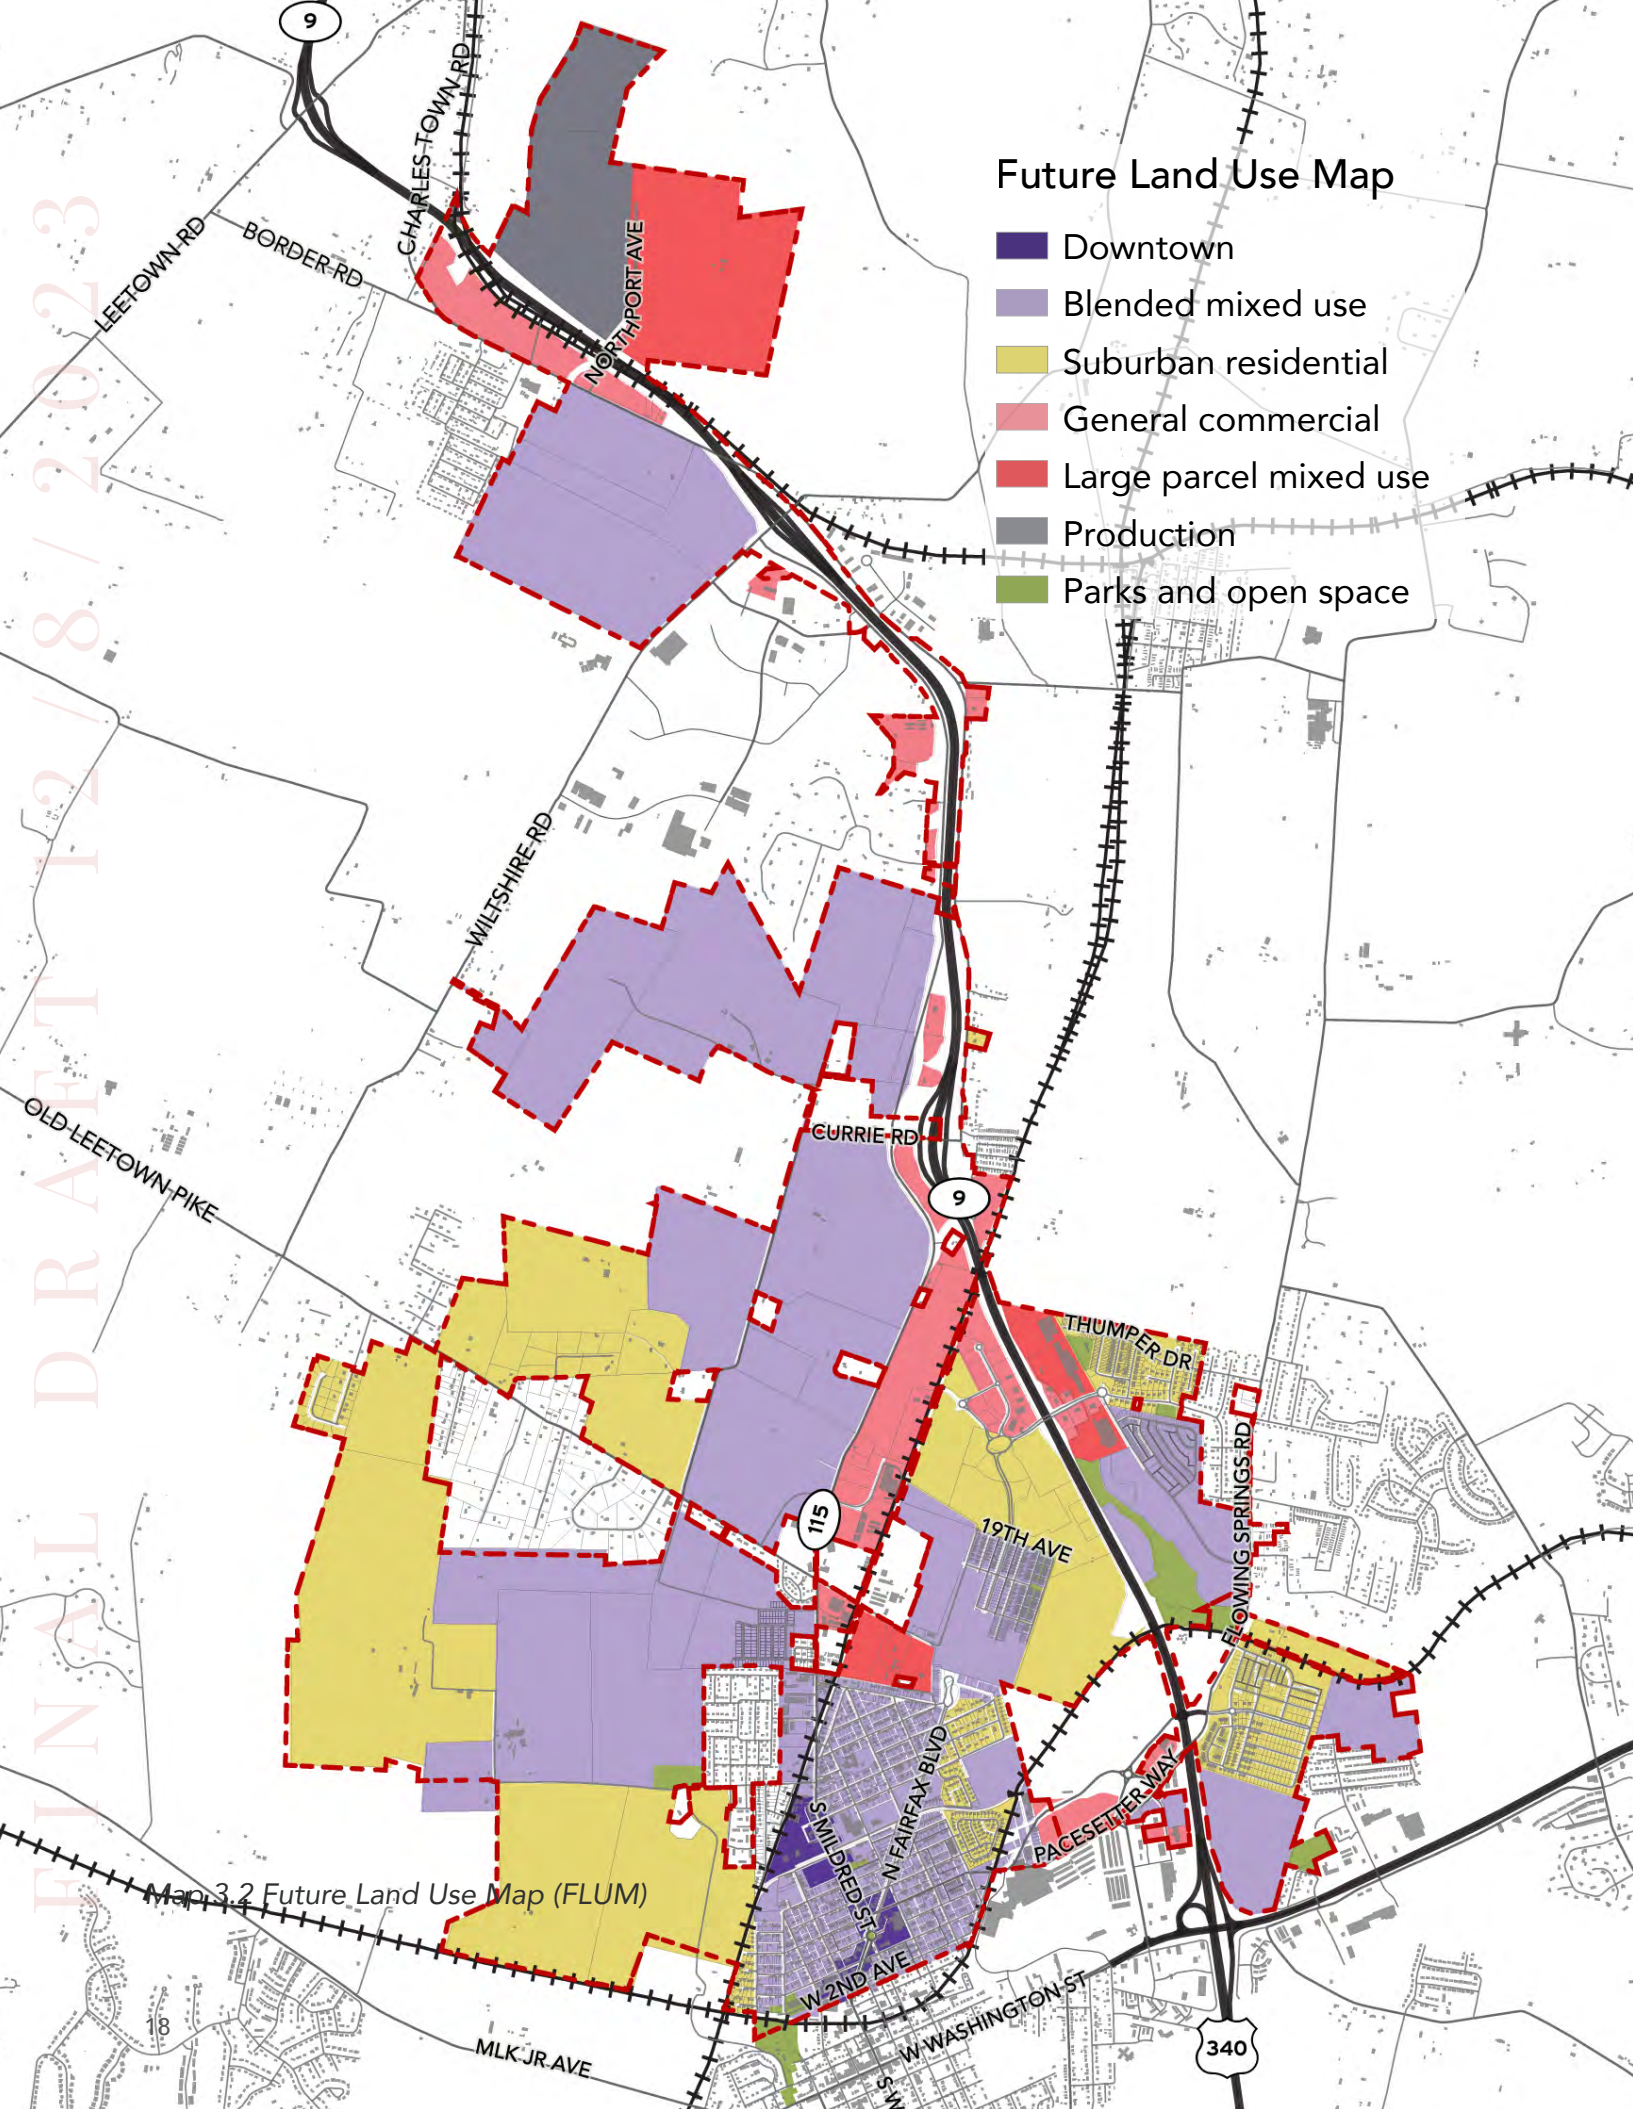 9
CHARLES TOWN RD
LEETOWN RD
BORDER RD
NORTHPORT AVE
Future Land Use Map
Downtown
Blended mixed use
Suburban residential
General commercial
Large parcel mixed use
Production
Parks and open space
WILTSHIRE RD
OLD LEETOWN PIKE
CURRIE RD
9
THUMPER DR
FLOWING SPRINGS RD
115
19TH AVE
N FAIRFAX BLVD
S MILDRED ST
PACESETTER WAY
W 2ND AVE
W WASHINGTON ST
MLK JR AVE
S W
340
Map 3.2 Future Land Use Map (FLUM)
18
FINAL DRAFT 12/8/2023